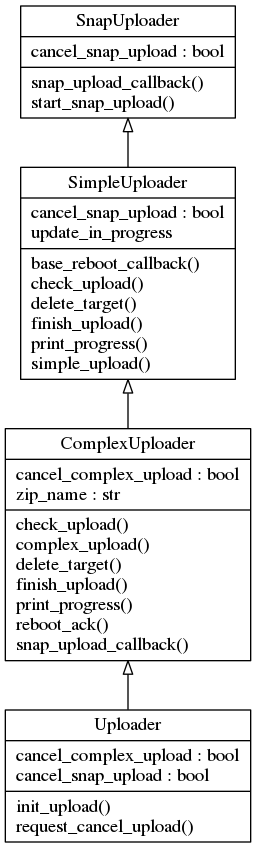 SnapUploader
cancel_snap_upload : bool
snap_upload_callback()
start_snap_upload()
SimpleUploader
cancel_snap_upload : bool
update_in_progress
base_reboot_callback()
check_upload()
delete_target()
finish_upload()
print_progress()
simple_upload()
ComplexUploader
cancel_complex_upload : bool
zip_name : str
check_upload()
complex_upload()
delete_target()
finish_upload()
print_progress()
reboot_ack()
snap_upload_callback()
Uploader
cancel_complex_upload : bool
cancel_snap_upload : bool
init_upload()
request_cancel_upload()